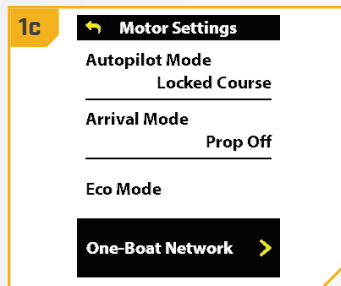 1c
Motor Settings
Autopilot Mode
Locked Course
Arrival Mode
Prop Off
Eco Mode
One-Boat Network